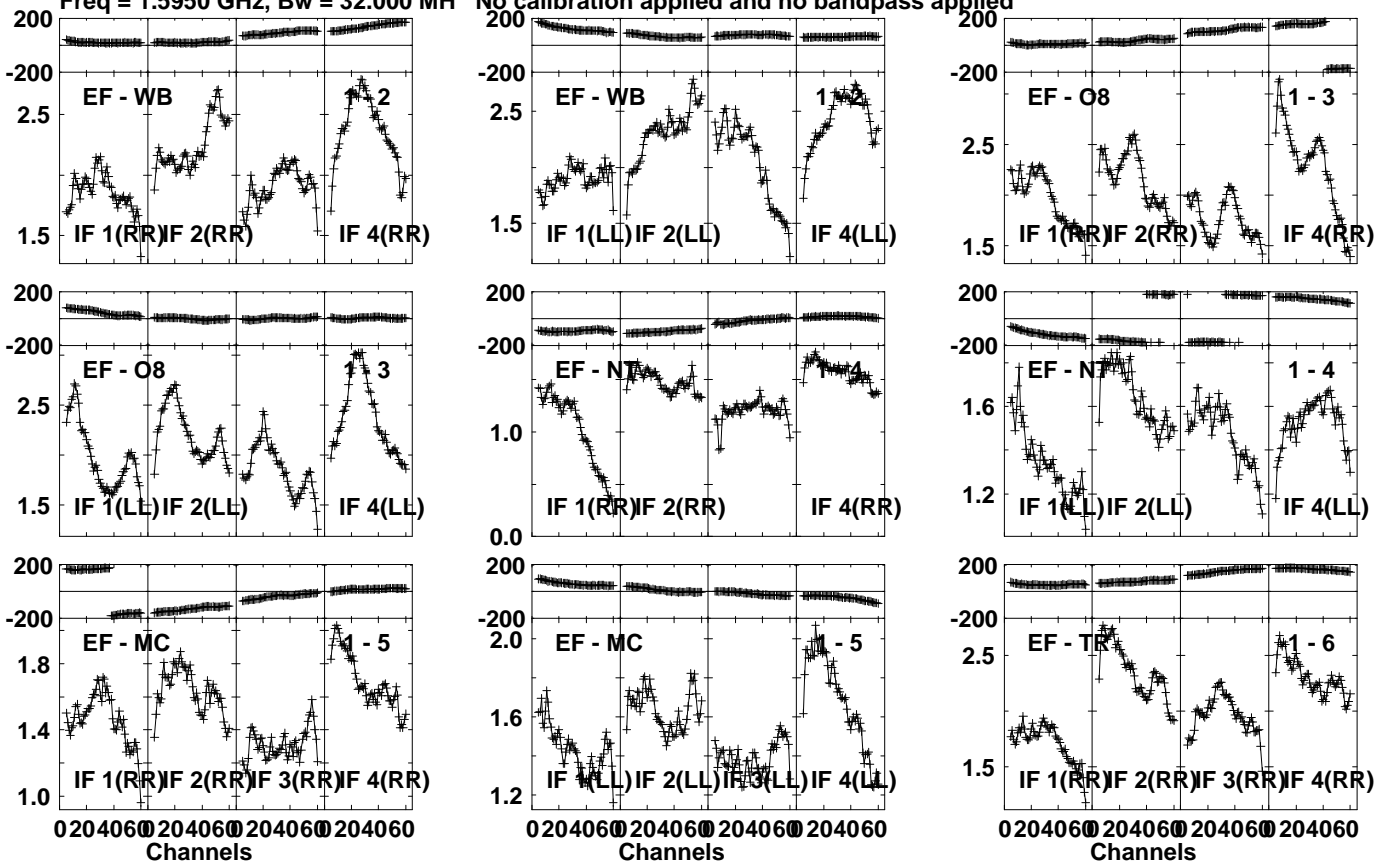 Freq = 1.5950 GHz, Bw = 32.000 MH No calibration applied and no bandpass applied
200 200 200
-200 -200 -200
EF - WB 1 - 2 EF - WB 1 - 2 EF - O8 1 - 3
2.5 2.5 2.5
1.5 1.5 1.5
IF 1(RR) IF 2(RR) IF 4(RR) IF 1(LL) IF 2(LL) IF 4(LL) IF 1(RR) IF 2(RR) IF 4(RR)
200 200 200
-200 -200 -200
EF - O8 1 - 3 EF - NT 1 - 4 EF - NT 1 - 4
2.5 1.0 1.6
1.5 0.0 1.2
IF 1(LL) IF 2(LL) IF 4(LL) IF 1(RR) IF 2(RR) IF 4(RR) IF 1(LL) IF 2(LL) IF 4(LL)
200 200 200
-200 -200 -200
EF - MC 1 - 5 EF - MC 1 - 5 EF - TR 1 - 6
1.8 2.0 2.5
1.4 1.6 1.5
1.0 1.2
IF 1(RR) IF 2(RR) IF 3(RR) IF 4(RR) IF 1(LL) IF 2(LL) IF 3(LL) IF 4(LL) IF 1(RR) IF 2(RR) IF 3(RR) IF 4(RR)
0 20 40 60 0 20 40 60 0 20 40 60 0 20 40 60 0 20 40 60 0 20 40 60 0 20 40 60 0 20 40 60 0 20 40 60 0 20 40 60 0 20 40 60 0 20 40 60
Channels Channels Channels